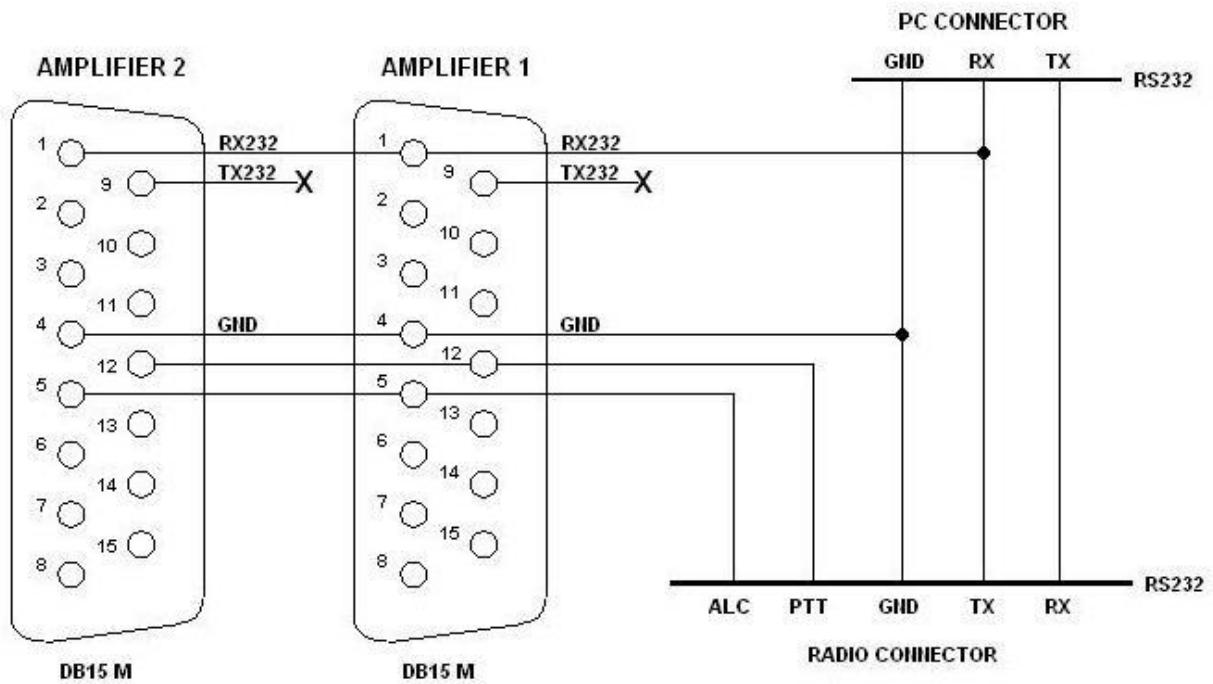 PC CONNECTOR
AMPLIFIER 2
AMPLIFIER 1
GND RX TX
RS232
1
RX232
1
RX232
9
TX232
X
9
TX232
X
2
2
10
10
3
3
11
11
4
GND
4
GND
12
12
5
5
13
13
6
6
14
14
7
7
15
15
8
8
RS232
ALC PTT GND TX RX
RADIO CONNECTOR
DB15 M
DB15 M